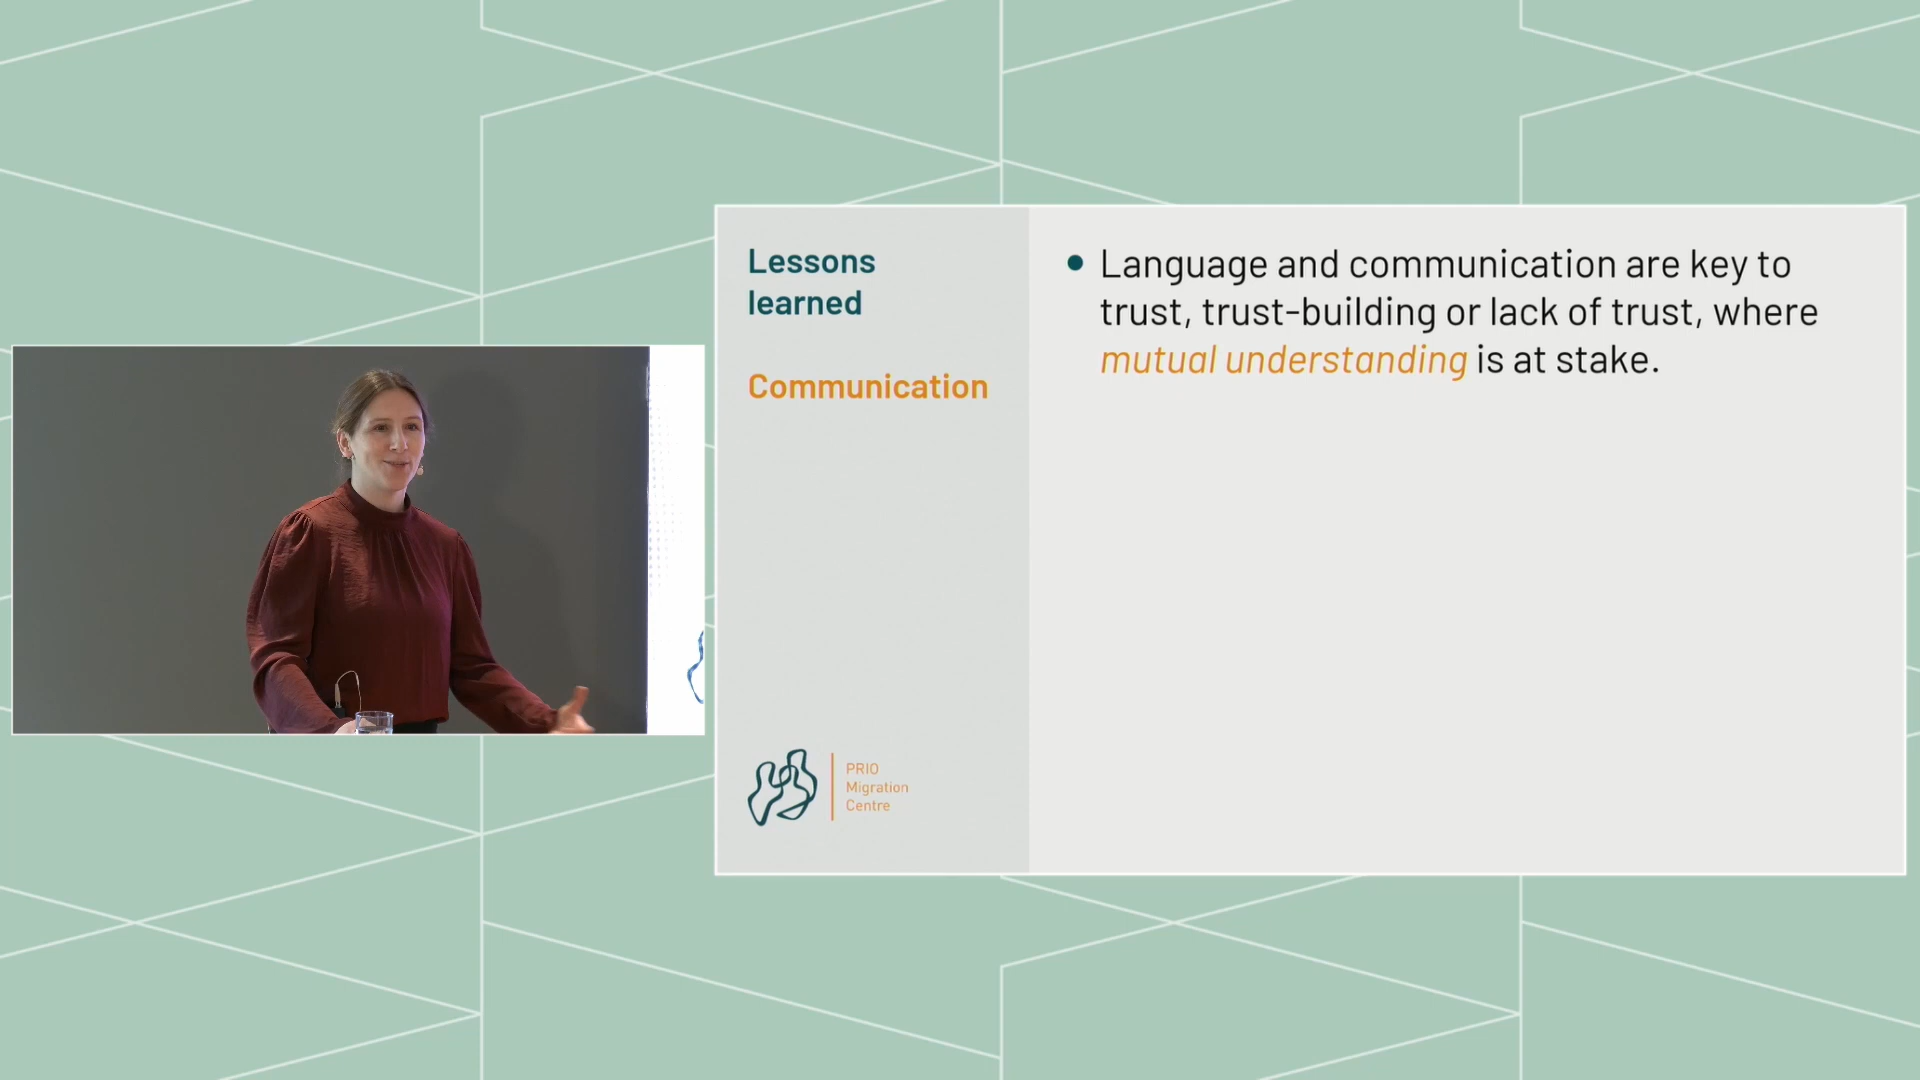 Lessons
learned
Communication
• Language and communication are key to
trust, trust-building or lack of trust, where
mutual understanding is at stake.
PRIO
Migration
Centre